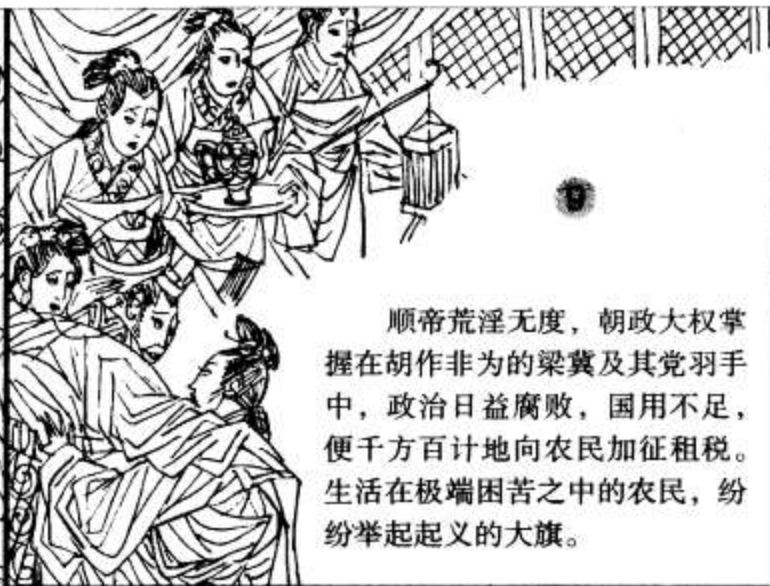 顺帝荒淫无度，朝政大权掌
握在胡作非为的梁冀及其党羽手
中，政治日益腐败，国用不足，
便千方百计地向农民加征租税。
生活在极端困苦之中的农民，纷
纷举起起义的大旗。